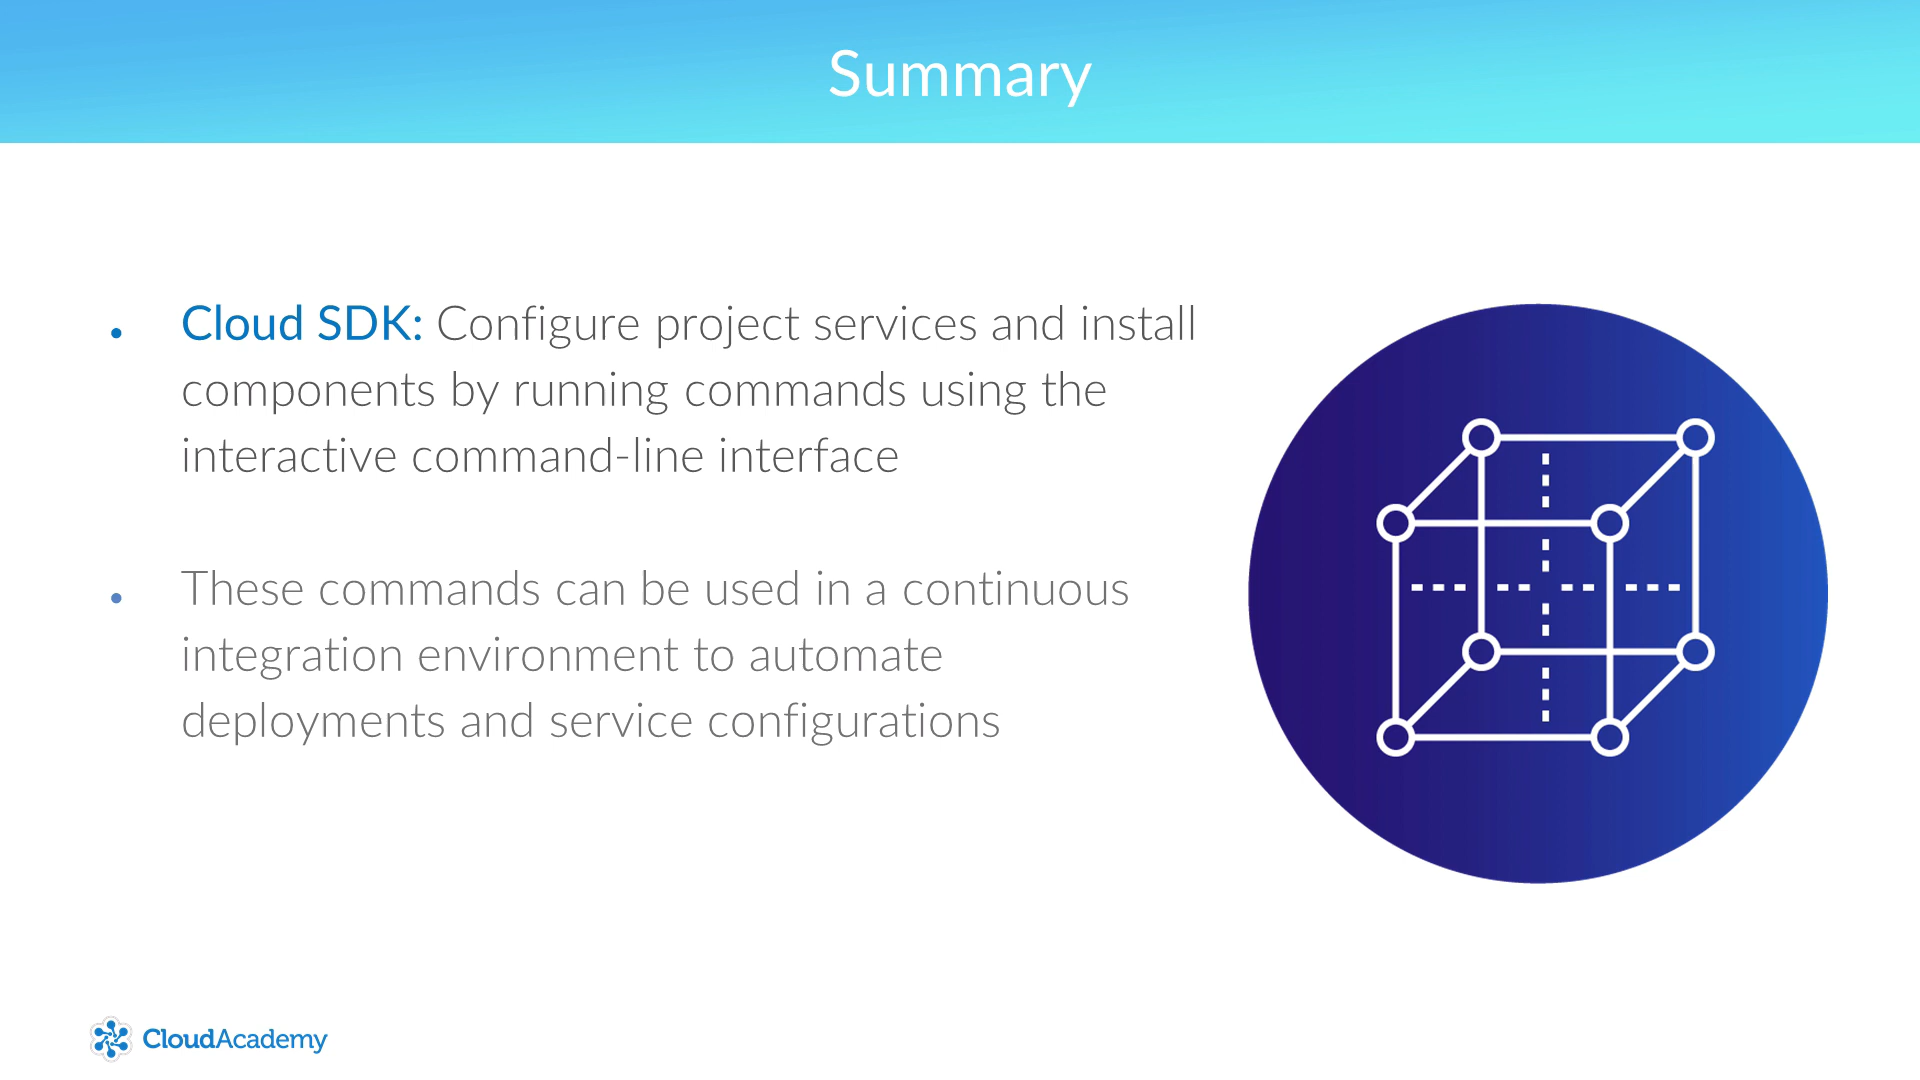 Summary
• Cloud SDK: Configure project services and install
components by running commands using the
interactive command-line interface
• These commands can be used in a continuous
integration environment to automate
deployments and service configurations
CloudAcademy